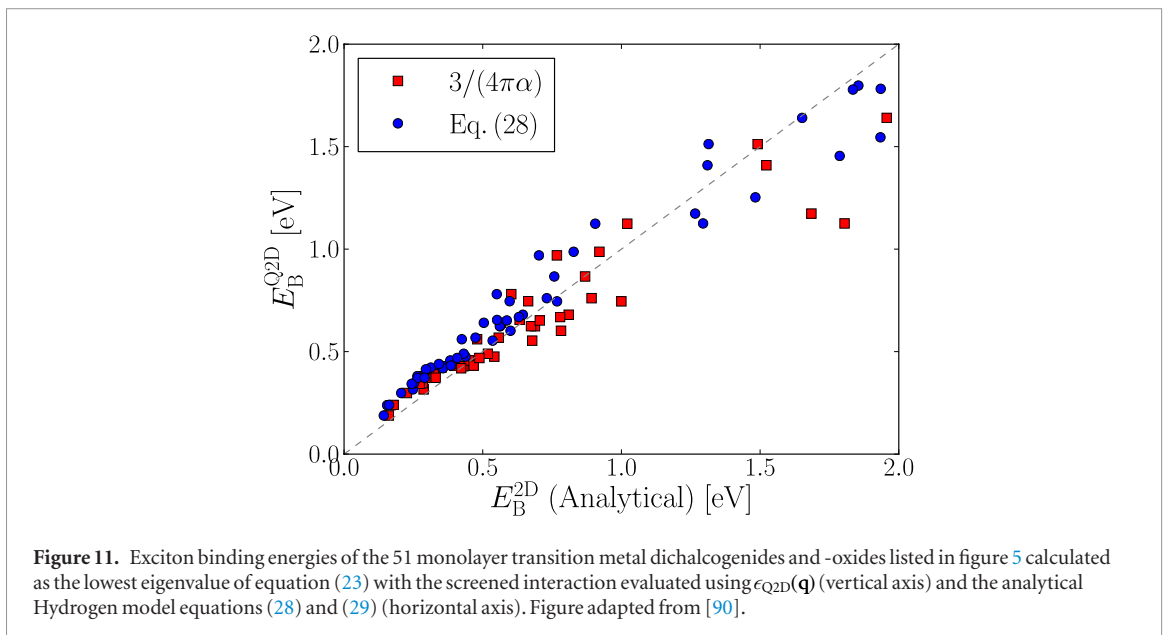 2.0
3/(4πα)
Eq. (28)
1.5
1.0
0.5
0.0
E_B^{Q2D} [eV]
0.0 0.5 1.0 1.5 2.0
E_B^{2D} (Analytical) [eV]
Figure 11. Exciton binding energies of the 51 monolayer transition metal dichalcogenides and -oxides listed in figure 5 calculated
as the lowest eigenvalue of equation (23) with the screened interaction evaluated using ϵ_{Q2D}(q) (vertical axis) and the analytical
Hydrogen model equations (28) and (29) (horizontal axis). Figure adapted from [90].